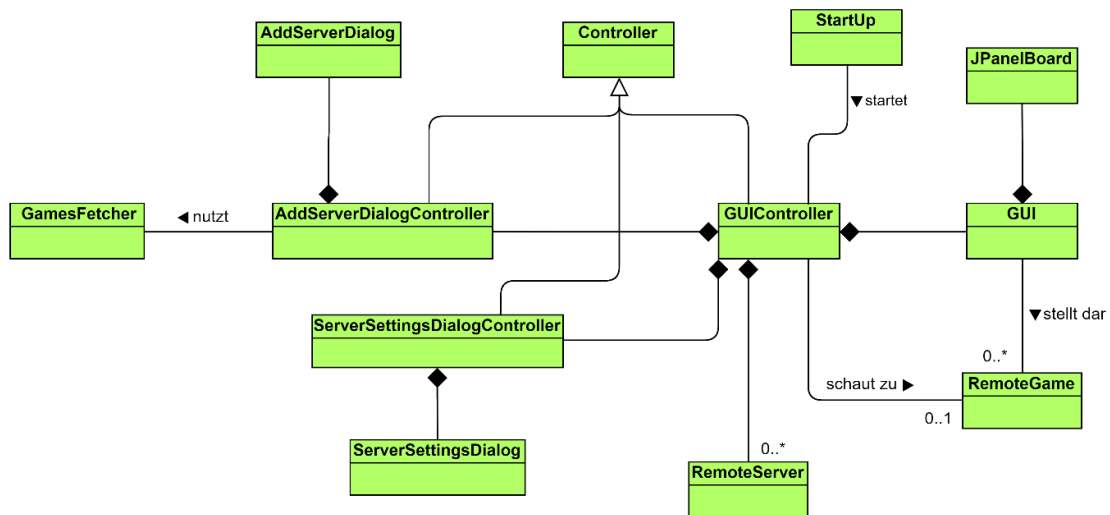 AddServerDialog
Controller
StartUp
JPanelBoard
▼startet
GamesFetcher
◀ nutzt
AddServerDialogController
GUIController
GUI
ServerSettingsDialogController
▼stellt dar
0..*
schaut zu ▶
RemoteGame
0..1
ServerSettingsDialog
0..*
RemoteServer